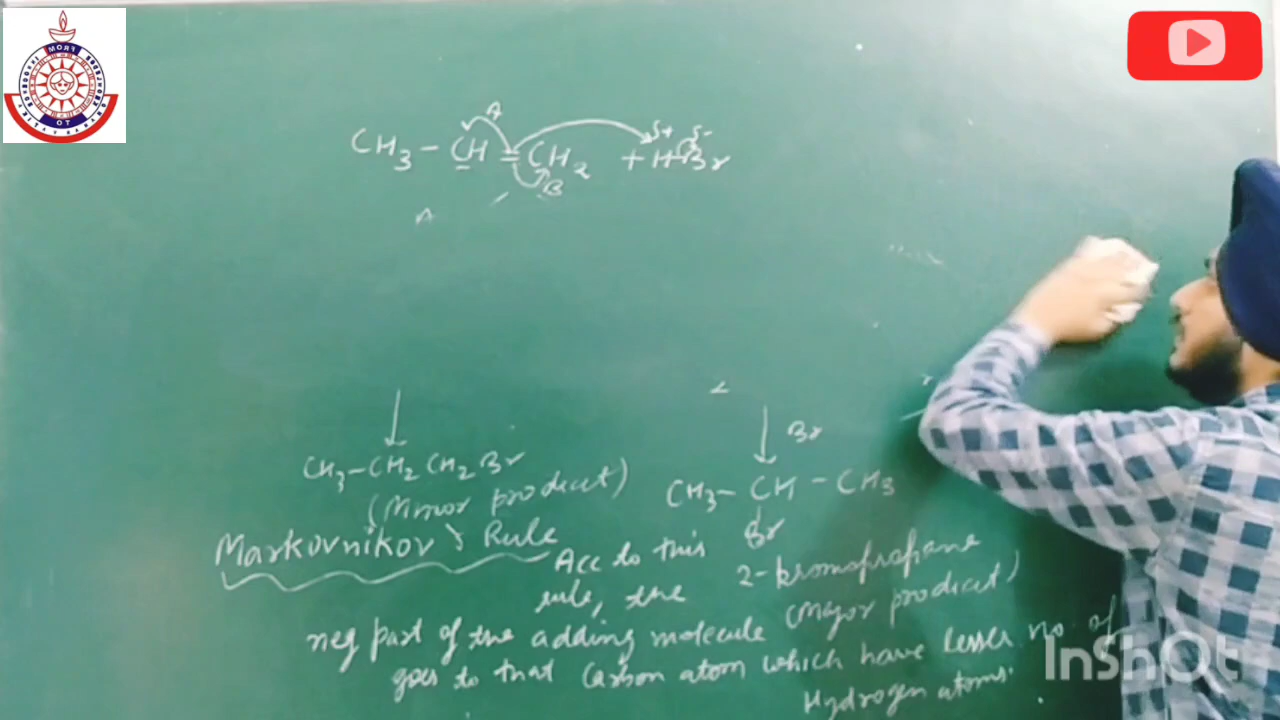 A
δ+ δ-
CH3 - CH = CH2 + H-Br
B
A
Br
CH3-CH2 CH2 Br
(Minor product)
CH3- CH - CH3
Br
2-bromopropane
(Major product)
Markovnikov's Rule
Acc to this
rule, the
neg part of the adding molecule
goes to that carbon atom which have lesser no of
Hydrogen atoms.
InShOt